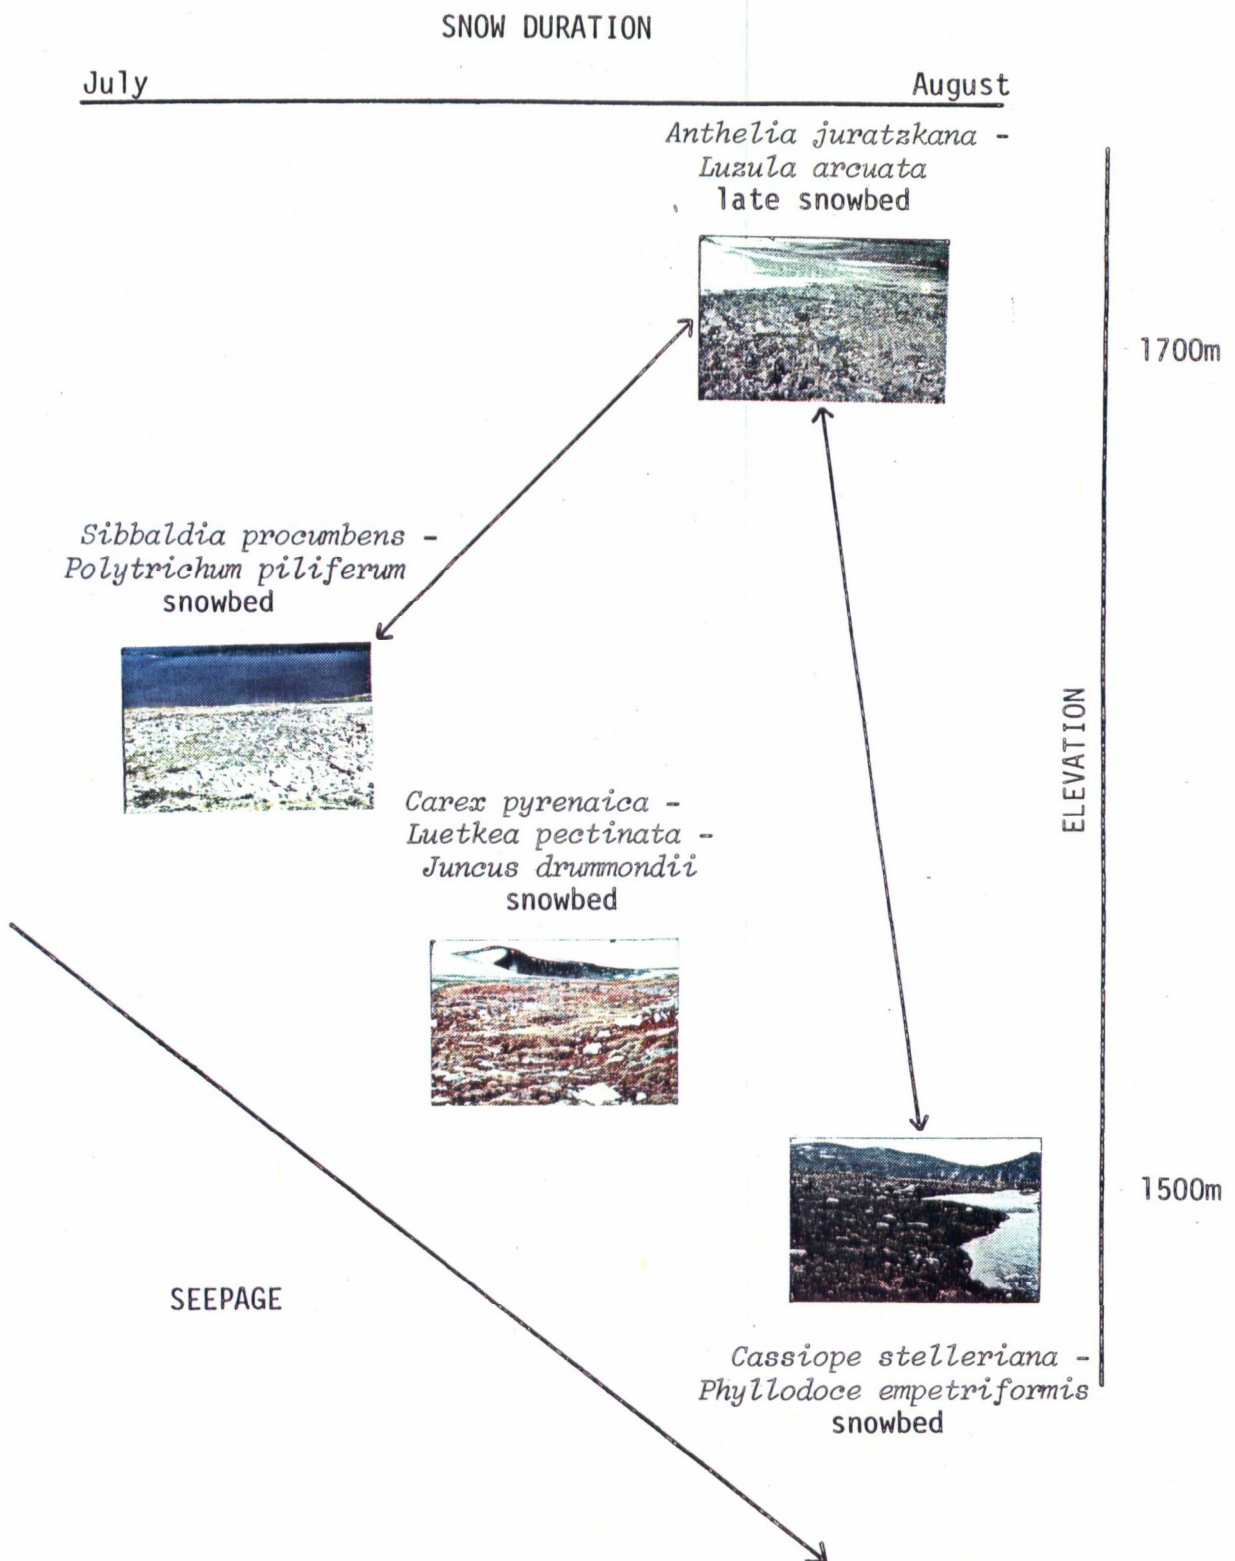 SNOW DURATION
July August
Anthelia juratzkana -
Luzula arcuata
late snowbed
1700m
Sibbaldia procumbens -
Polytrichum piliferum
snowbed
ELEVATION
Carex pyrenaica -
Luetkea pectinata -
Juncus drummondii
snowbed
1500m
SEEPAGE
Cassiope stelleriana -
Phyllodoce empetriformis
snowbed